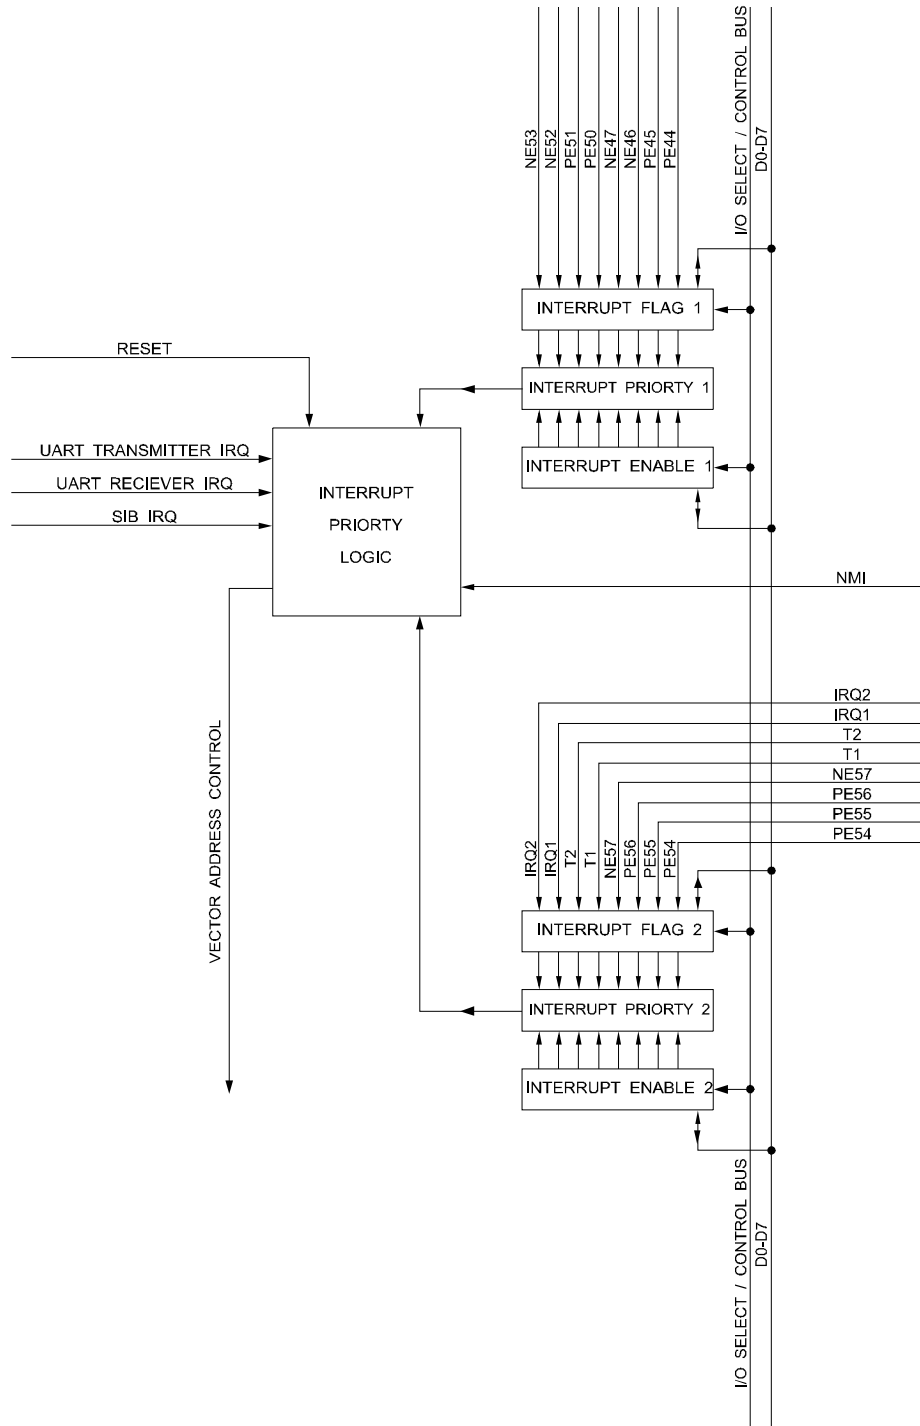 NE53
NE52
PE51
PE50
NE47
NE46
PE45
PE44
I/O SELECT / CONTROL BUS
D0-D7
INTERRUPT FLAG 1
RESET
INTERRUPT PRIORTY 1
UART TRANSMITTER IRQ
INTERRUPT ENABLE 1
UART RECIEVER IRQ
SIB IRQ
INTERRUPT
PRIORTY
LOGIC
NMI
IRQ2
IRQ1
T2
T1
NE57
PE56
PE55
PE54
VECTOR ADDRESS CONTROL
IRQ2
IRQ1
T2
T1
NE57
PE56
PE55
PE54
INTERRUPT FLAG 2
INTERRUPT PRIORTY 2
INTERRUPT ENABLE 2
I/O SELECT / CONTROL BUS
D0-D7